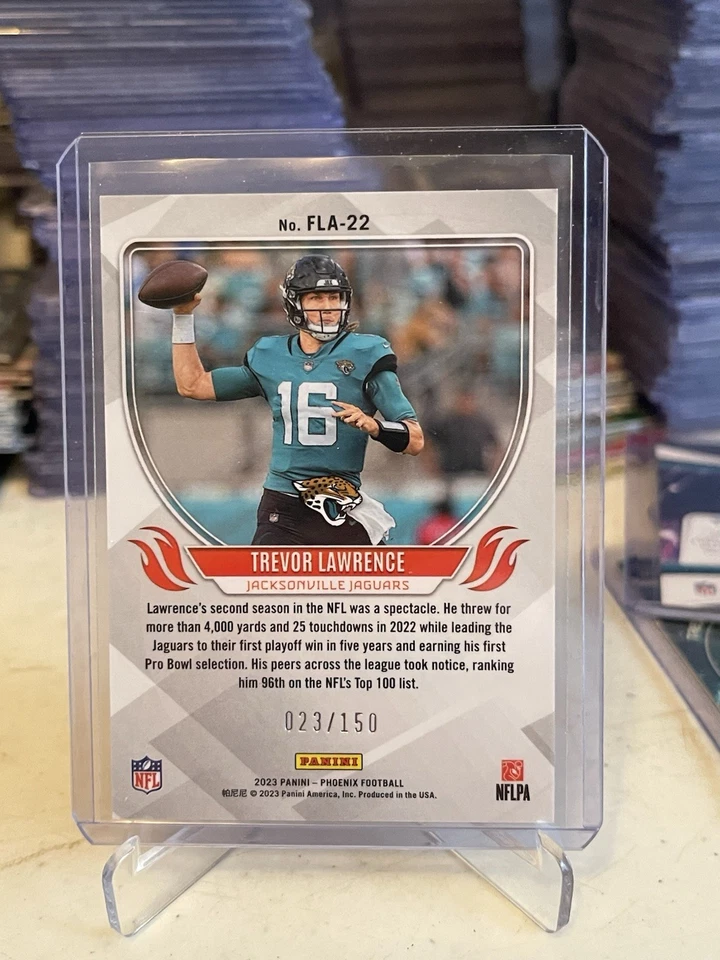 No. FLA-22
16
TREVOR LAWRENCE
JACKSONVILLE JAGUARS
Lawrence's second season in the NFL was a spectacle. He threw for
more than 4,000 yards and 25 touchdowns in 2022 while leading the
Jaguars to their first playoff win in five years and earning his first
Pro Bowl selection. His peers across the league took notice, ranking
him 96th on the NFL's Top 100 list.
023/150
PANINI
NFL
2023 PANINI – PHOENIX FOOTBALL
帕尼尼 © 2023 Panini America, Inc. Produced in the USA.
NFLPA